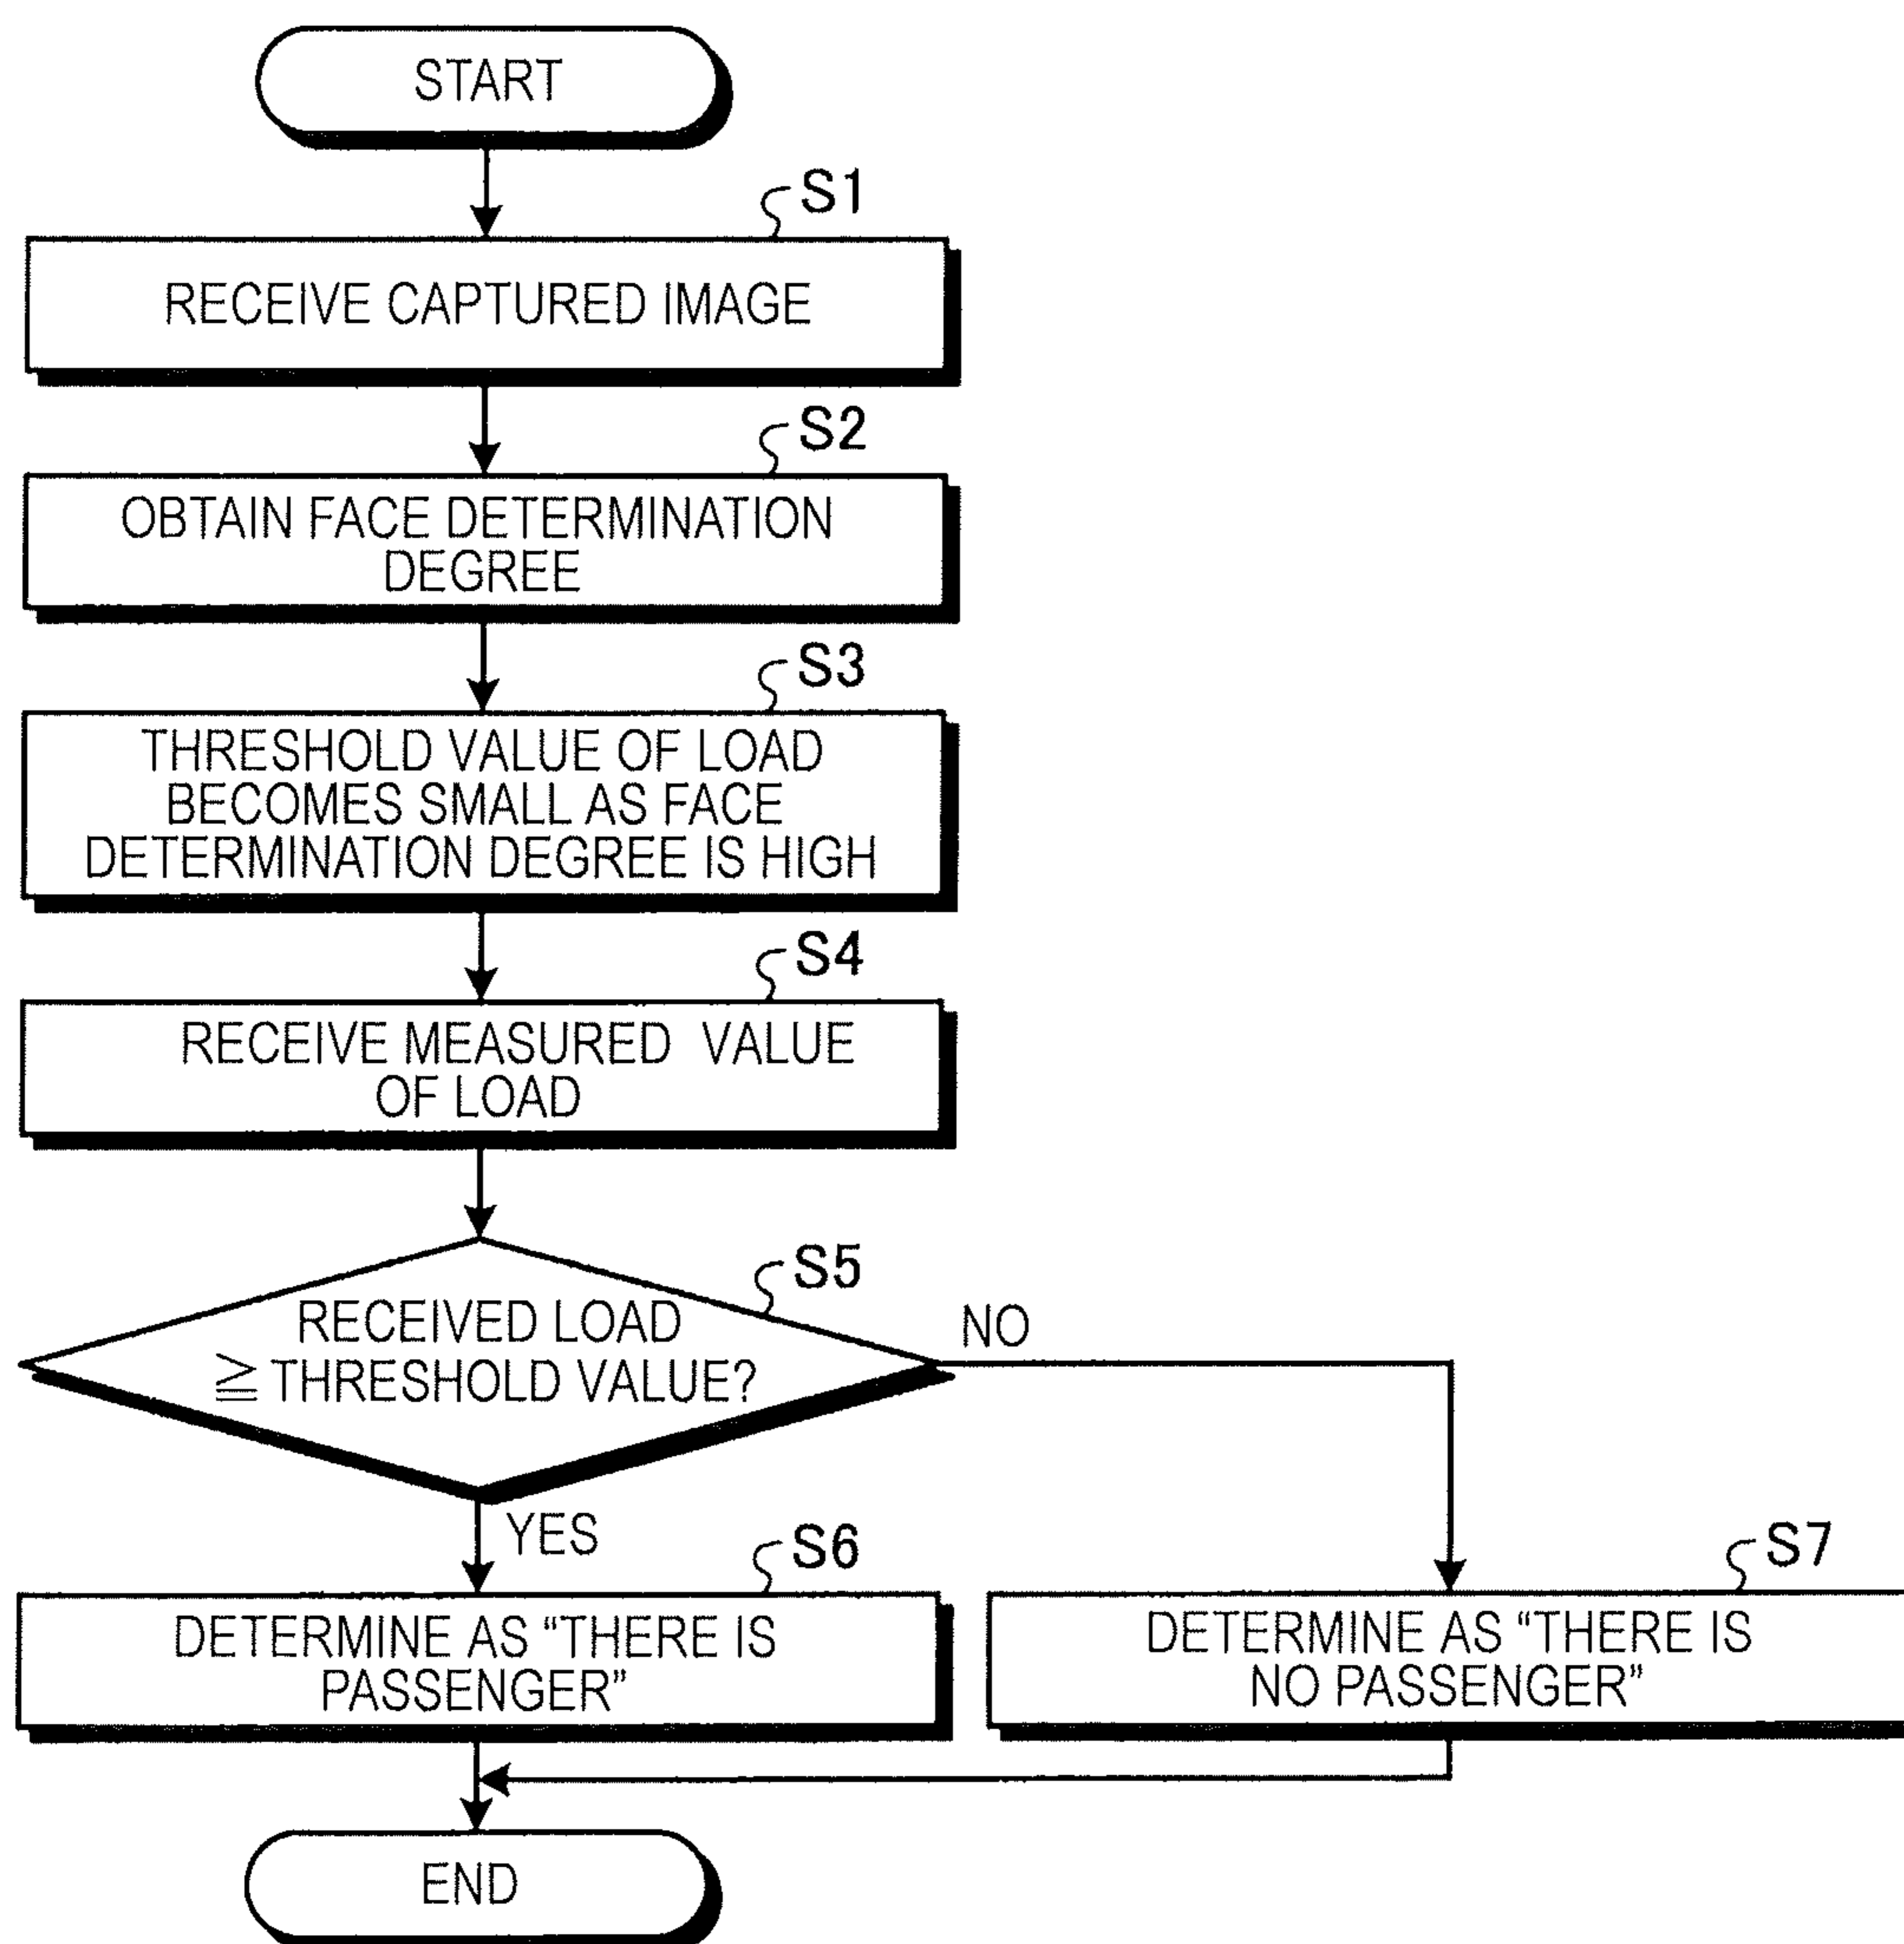 START
S1
RECEIVE CAPTURED IMAGE
S2
OBTAIN FACE DETERMINATION
DEGREE
S3
THRESHOLD VALUE OF LOAD
BECOMES SMALL AS FACE
DETERMINATION DEGREE IS HIGH
S4
RECEIVE MEASURED VALUE
OF LOAD
S5
RECEIVED LOAD
≧ THRESHOLD VALUE?
NO
YES
S6
DETERMINE AS “THERE IS
PASSENGER”
S7
DETERMINE AS “THERE IS
NO PASSENGER”
END